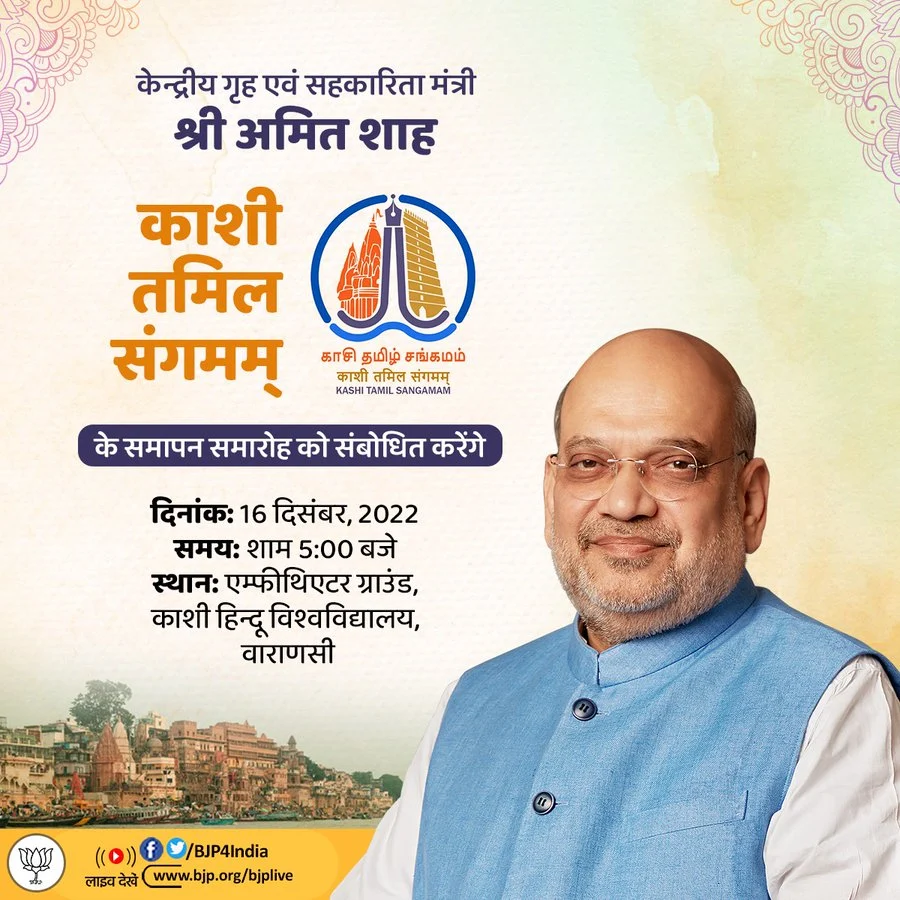 केन्द्रीय गृह एवं सहकारिता मंत्री
श्री अमित शाह
काशी
तमिल
संगमम्
காசி தமிழ் சங்கமம்
काशी तमिल संगमम्
KASHI TAMIL SANGAMAM
के समापन समारोह को संबोधित करेंगे
दिनांक: 16 दिसंबर, 2022
समय: शाम 5:00 बजे
स्थान: एम्फीथिएटर ग्राउंड,
काशी हिन्दू विश्वविद्यालय,
वाराणसी
/BJP4India
लाइव देखे www.bjp.org/bjplive